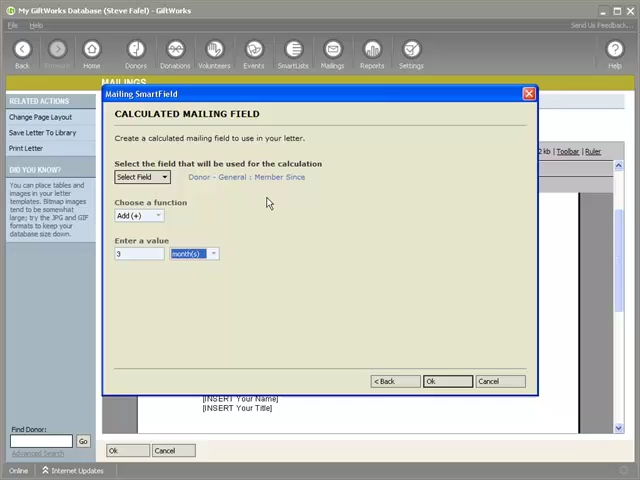 My GiftWorks Database (Steve Fafel) - GiftWorks
File Help Send Us Feedback...
Back Forward Home Donors Donations Volunteers Events SmartLists Mailings Reports Settings Help
MAILINGS
RELATED ACTIONS
Change Page Layout
Save Letter To Library
Print Letter
DID YOU KNOW?
You can place tables and
images in your letter
templates. Bitmap images
tend to be somewhat
large; try the JPG and GIF
formats to keep your
database size down.
Find Donor:
Go
Advanced Search
Mailing SmartField
CALCULATED MAILING FIELD
Create a calculated mailing field to use in your letter.
Select the field that will be used for the calculation
Select Field Donor - General : Member Since
Choose a function
Add (+)
Enter a value
3 month(s)
< Back Ok Cancel
2 kb | Toolbar | Ruler
[INSERT Your Name]
[INSERT Your Title]
Ok Cancel
Online Internet Updates